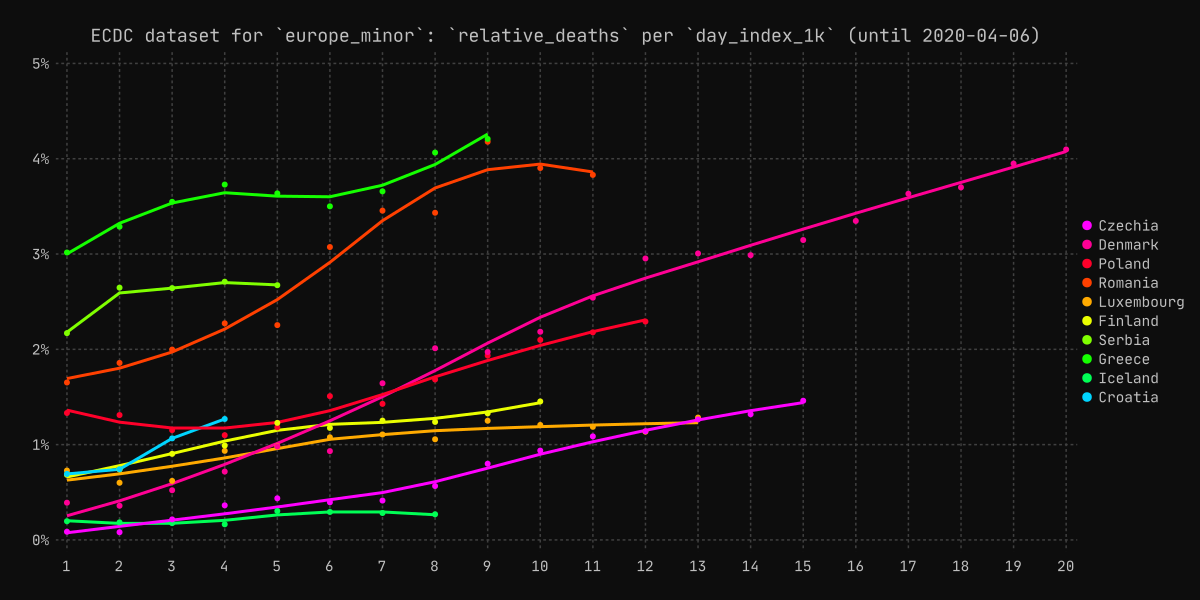 ECDC dataset for `europe_minor`: `relative_deaths` per `day_index_1k` (until 2020-04-06)
5%
4%
3%
2%
1%
0%
1 2 3 4 5 6 7 8 9 10 11 12 13 14 15 16 17 18 19 20
Czechia
Denmark
Poland
Romania
Luxembourg
Finland
Serbia
Greece
Iceland
Croatia